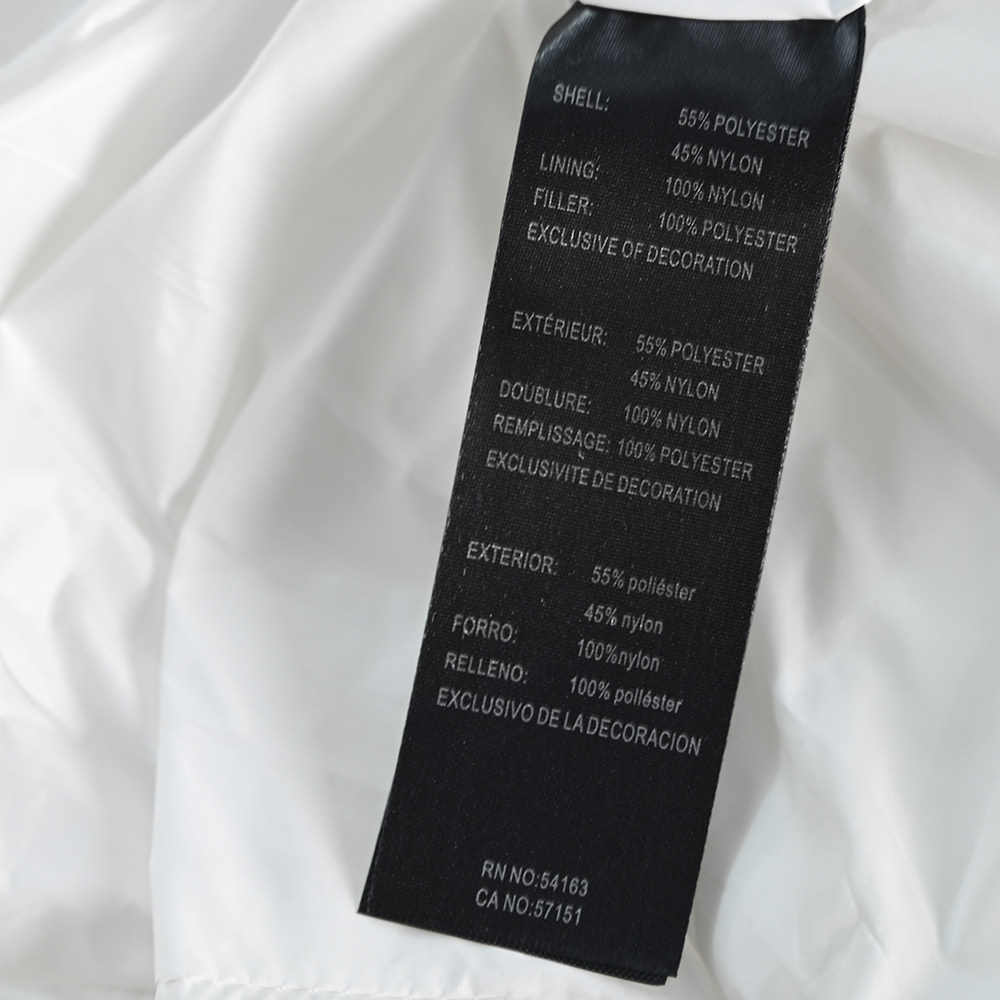 SHELL: 55% POLYESTER
45% NYLON
LINING: 100% NYLON
FILLER: 100% POLYESTER
EXCLUSIVE OF DECORATION
EXTÉRIEUR: 55% POLYESTER
45% NYLON
DOUBLURE: 100% NYLON
REMPLISSAGE: 100% POLYESTER
EXCLUSIVITE DE DECORATION
EXTERIOR: 55% poliéster
45% nylon
FORRO: 100%nylon
RELLENO: 100% poliéster
EXCLUSIVO DE LA DECORACION
RN NO:54163
CA NO:57151